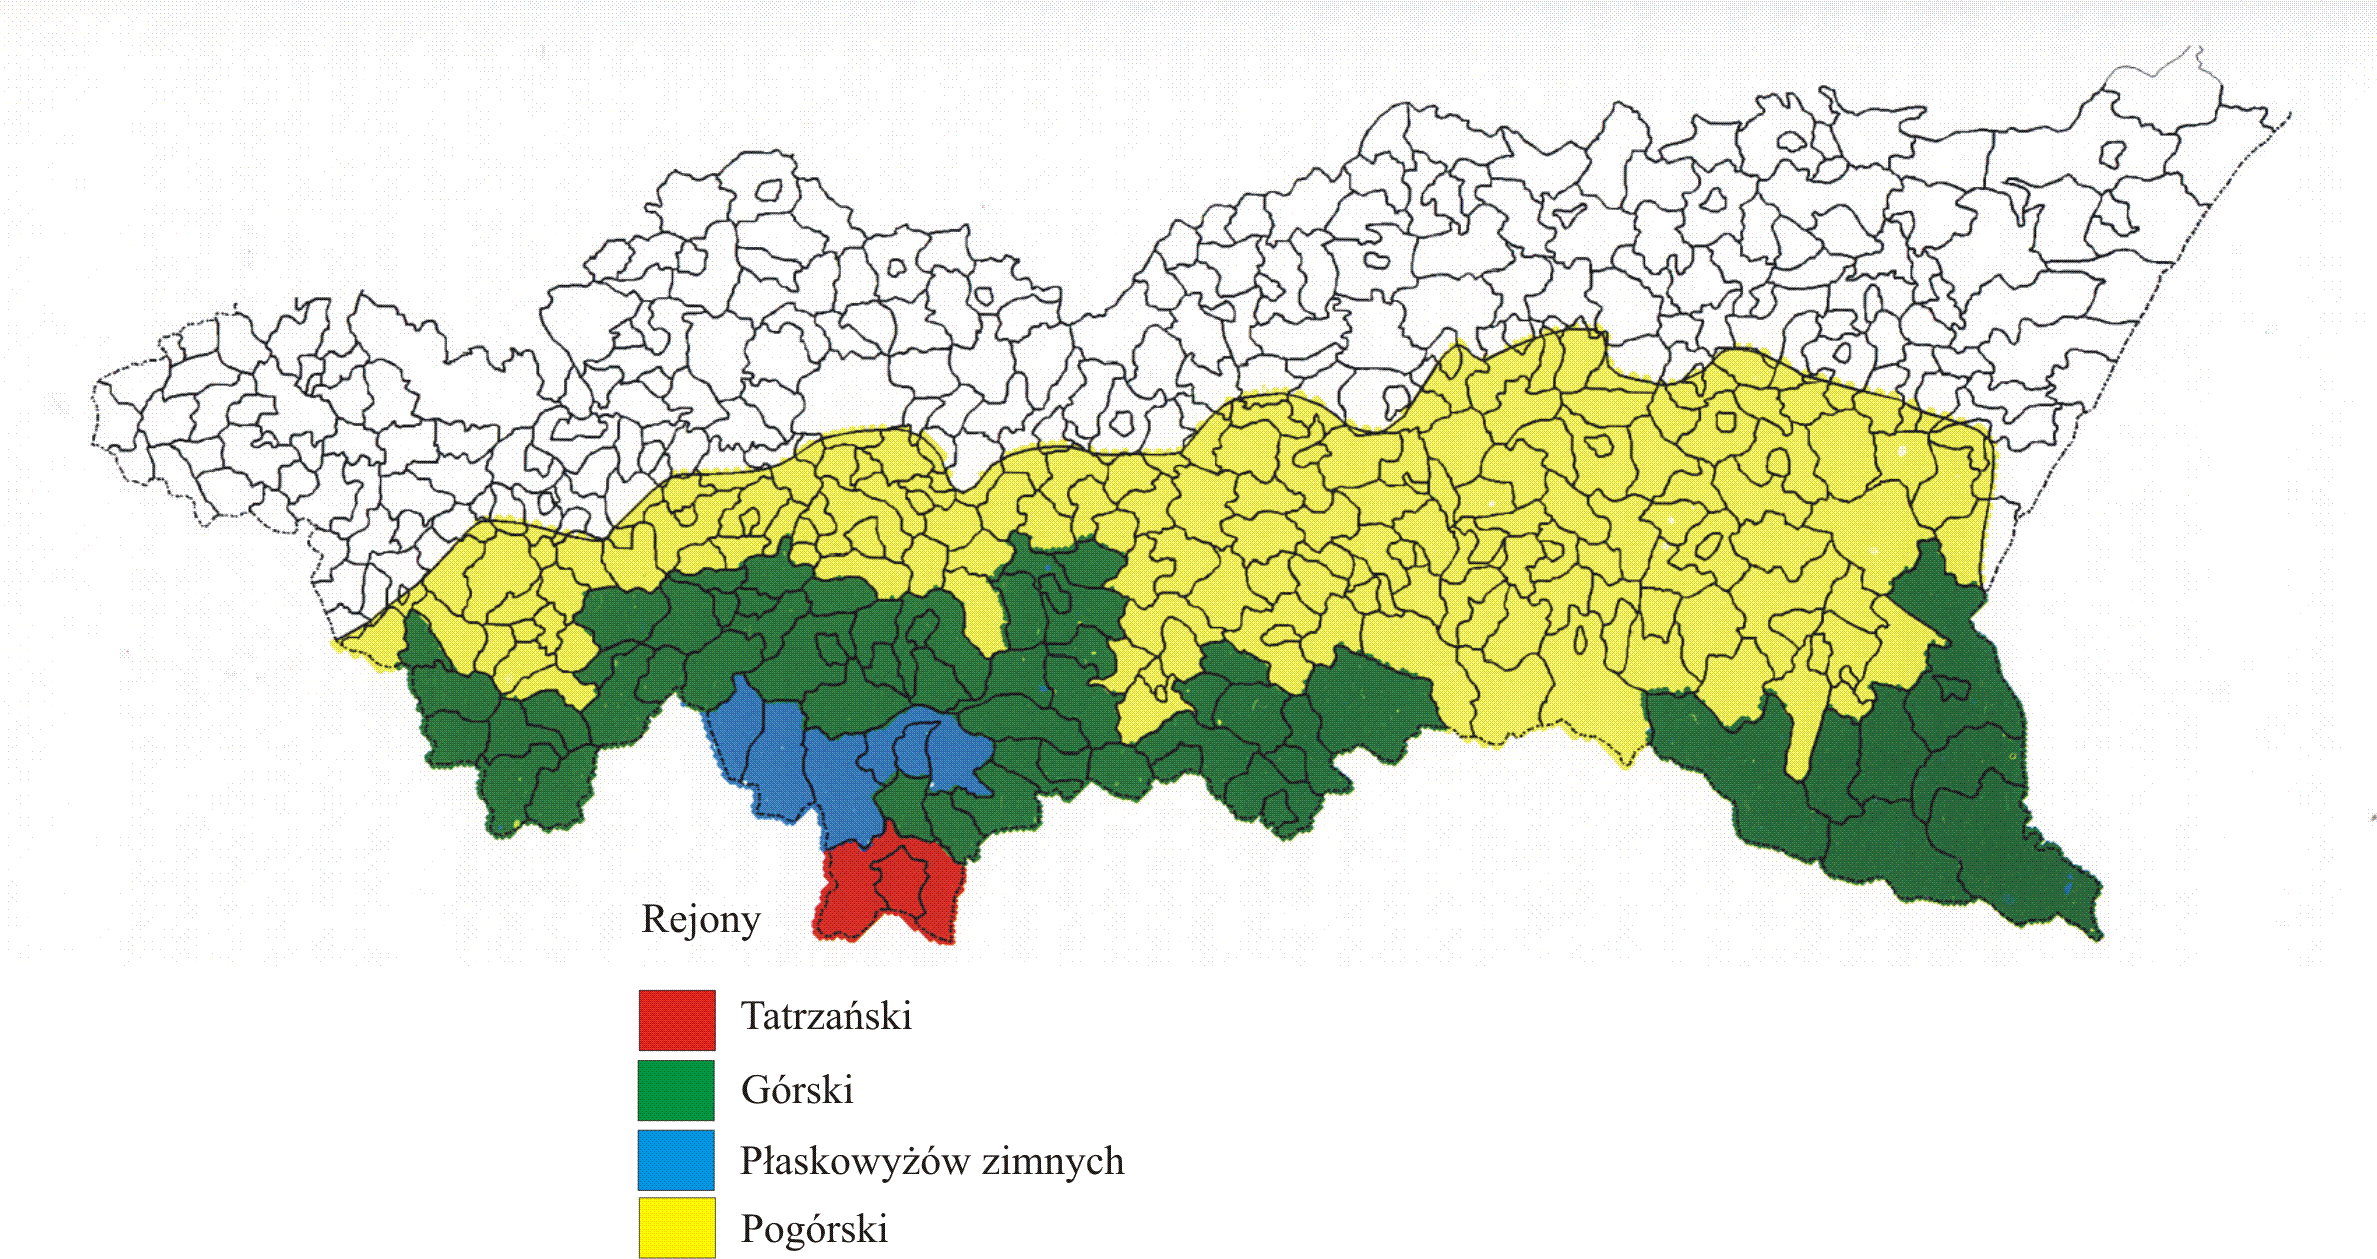 Rejony
Tatrzański
Górski
Płaskowyżów zimnych
Pogórski